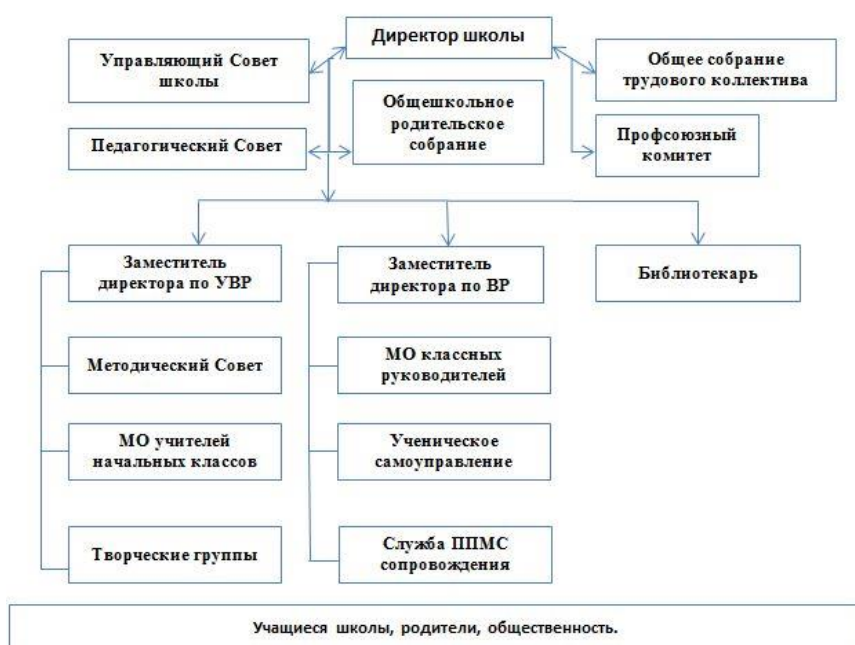 Директор школы
Управляющий Совет
школы
Общее собрание
трудового коллектива
Общешкольное
родительское
собрание
Педагогический Совет
Профсоюзный
комитет
Заместитель
директора по УВР
Заместитель
директора по ВР
Библиотекарь
Методический Совет
МО классных
руководителей
МО учителей
начальных классов
Ученическое
самоуправление
Творческие группы
Служба ППМС
сопровождения
Учащиеся школы, родители, общественность.